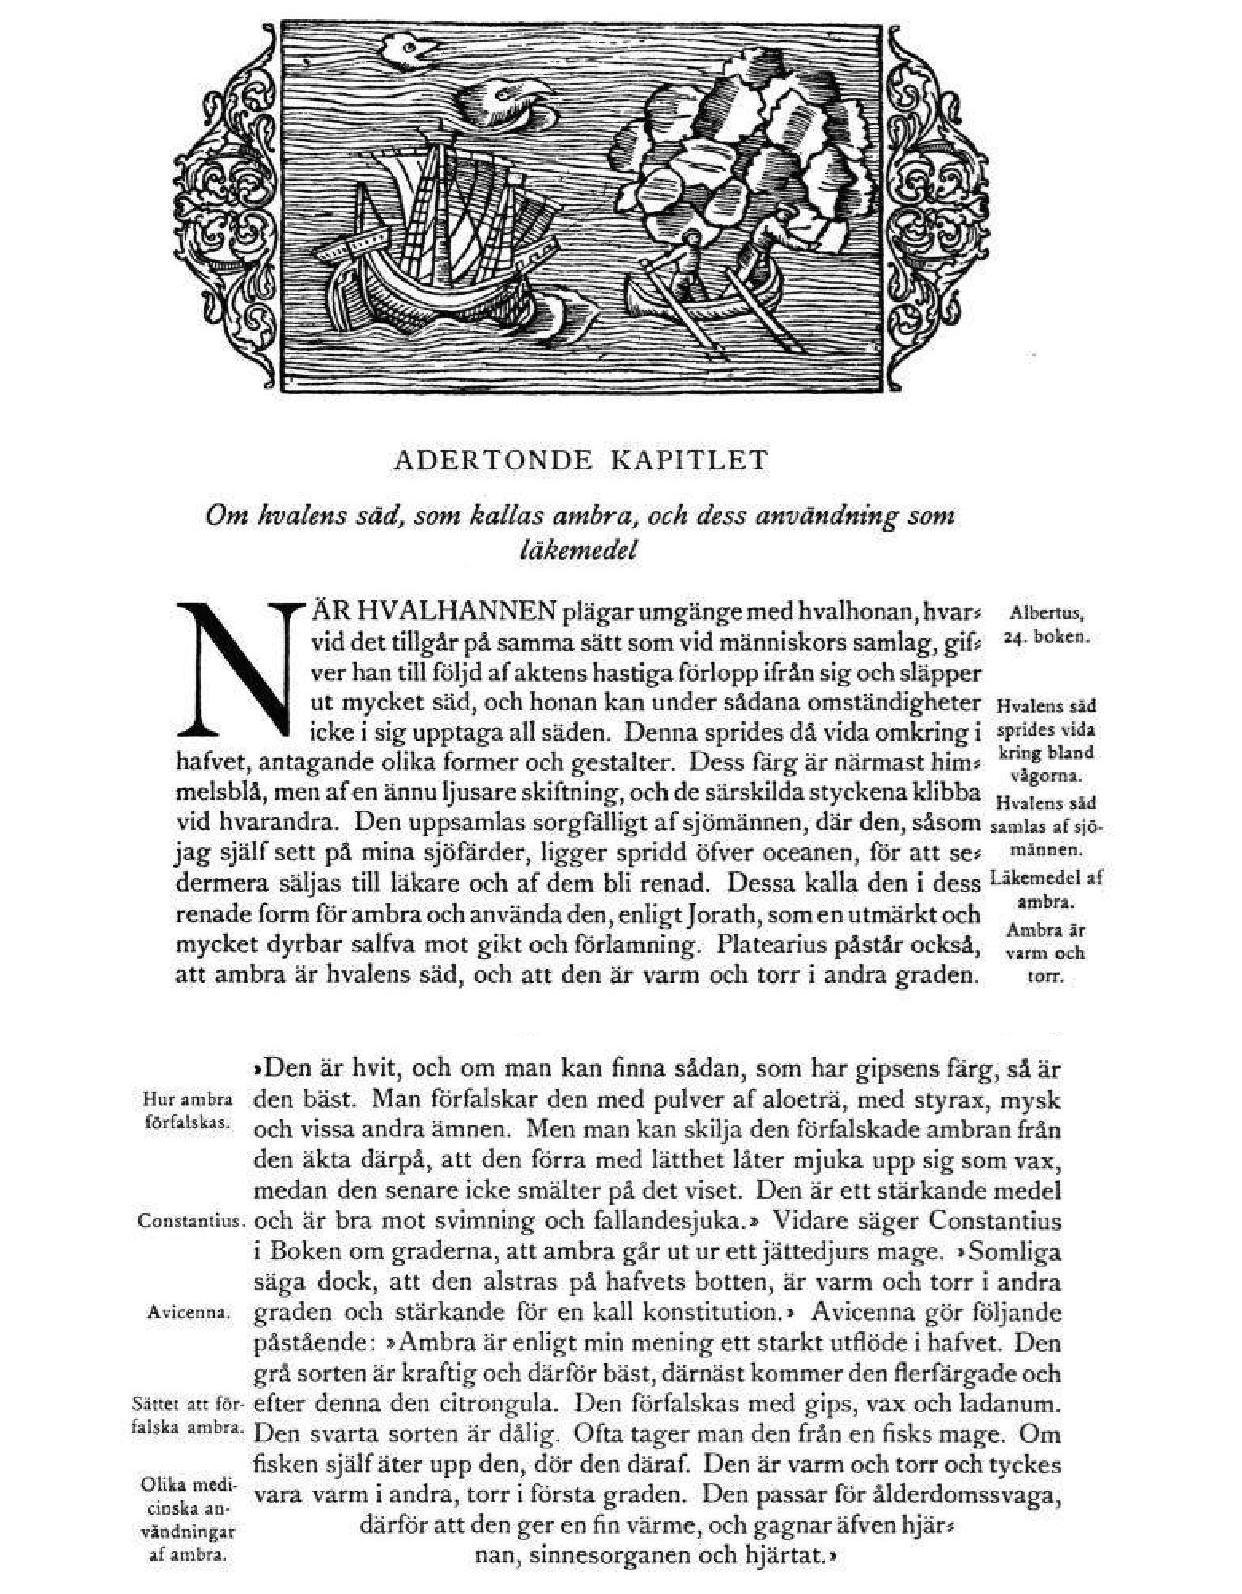 ADERTONDE KAPITLET
Om hvalens säd, som kallas ambra, och dess användning som
läkemedel
NÄR HVALHANNEN plägar umgänge med hvalhonan, hvar⸗
vid det tillgår på samma sätt som vid människors samlag, gif⸗
ver han till följd af aktens hastiga förlopp ifrån sig och släpper
ut mycket säd, och honan kan under sådana omständigheter
icke i sig upptaga all säden. Denna sprides då vida omkring i
hafvet, antagande olika former och gestalter. Dess färg är närmast him⸗
melsblå, men af en ännu ljusare skiftning, och de särskilda styckena klibba
vid hvarandra. Den uppsamlas sorgfälligt af sjömännen, där den, såsom
jag själf sett på mina sjöfärder, ligger spridd öfver oceanen, för att se⸗
dermera säljas till läkare och af dem bli renad. Dessa kalla den i dess
renade form för ambra och använda den, enligt Jorath, som en utmärkt och
mycket dyrbar salfva mot gikt och förlamning. Platearius påstår också,
att ambra är hvalens säd, och att den är varm och torr i andra graden.
Albertus,
24. boken.
Hvalens säd
sprides vida
kring bland
vågorna.
Hvalens säd
samlas af sjö-
männen.
Läkemedel af
ambra.
Ambra är
varm och
torr.
»Den är hvit, och om man kan finna sådan, som har gipsens färg, så är
den bäst. Man förfalskar den med pulver af aloeträ, med styrax, mysk
och vissa andra ämnen. Men man kan skilja den förfalskade ambran från
den äkta därpå, att den förra med lätthet låter mjuka upp sig som vax,
medan den senare icke smälter på det viset. Den är ett stärkande medel
och är bra mot svimning och fallandesjuka.» Vidare säger Constantius
i Boken om graderna, att ambra går ut ur ett jättedjurs mage. »Somliga
säga dock, att den alstras på hafvets botten, är varm och torr i andra
graden och stärkande för en kall konstitution.» Avicenna gör följande
påstående: »Ambra är enligt min mening ett starkt utflöde i hafvet. Den
grå sorten är kraftig och därför bäst, därnäst kommer den flerfärgade och
efter denna den citrongula. Den förfalskas med gips, vax och ladanum.
Den svarta sorten är dålig. Ofta tager man den från en fisks mage. Om
fisken själf äter upp den, dör den däraf. Den är varm och torr och tyckes
vara varm i andra, torr i första graden. Den passar för ålderdomssvaga,
därför att den ger en fin värme, och gagnar äfven hjär⸗
nan, sinnesorganen och hjärtat.»
Hur ambra
förfalskas.
Constantius.
Avicenna.
Sättet att för-
falska ambra.
Olika medi-
cinska an-
vändningar
af ambra.